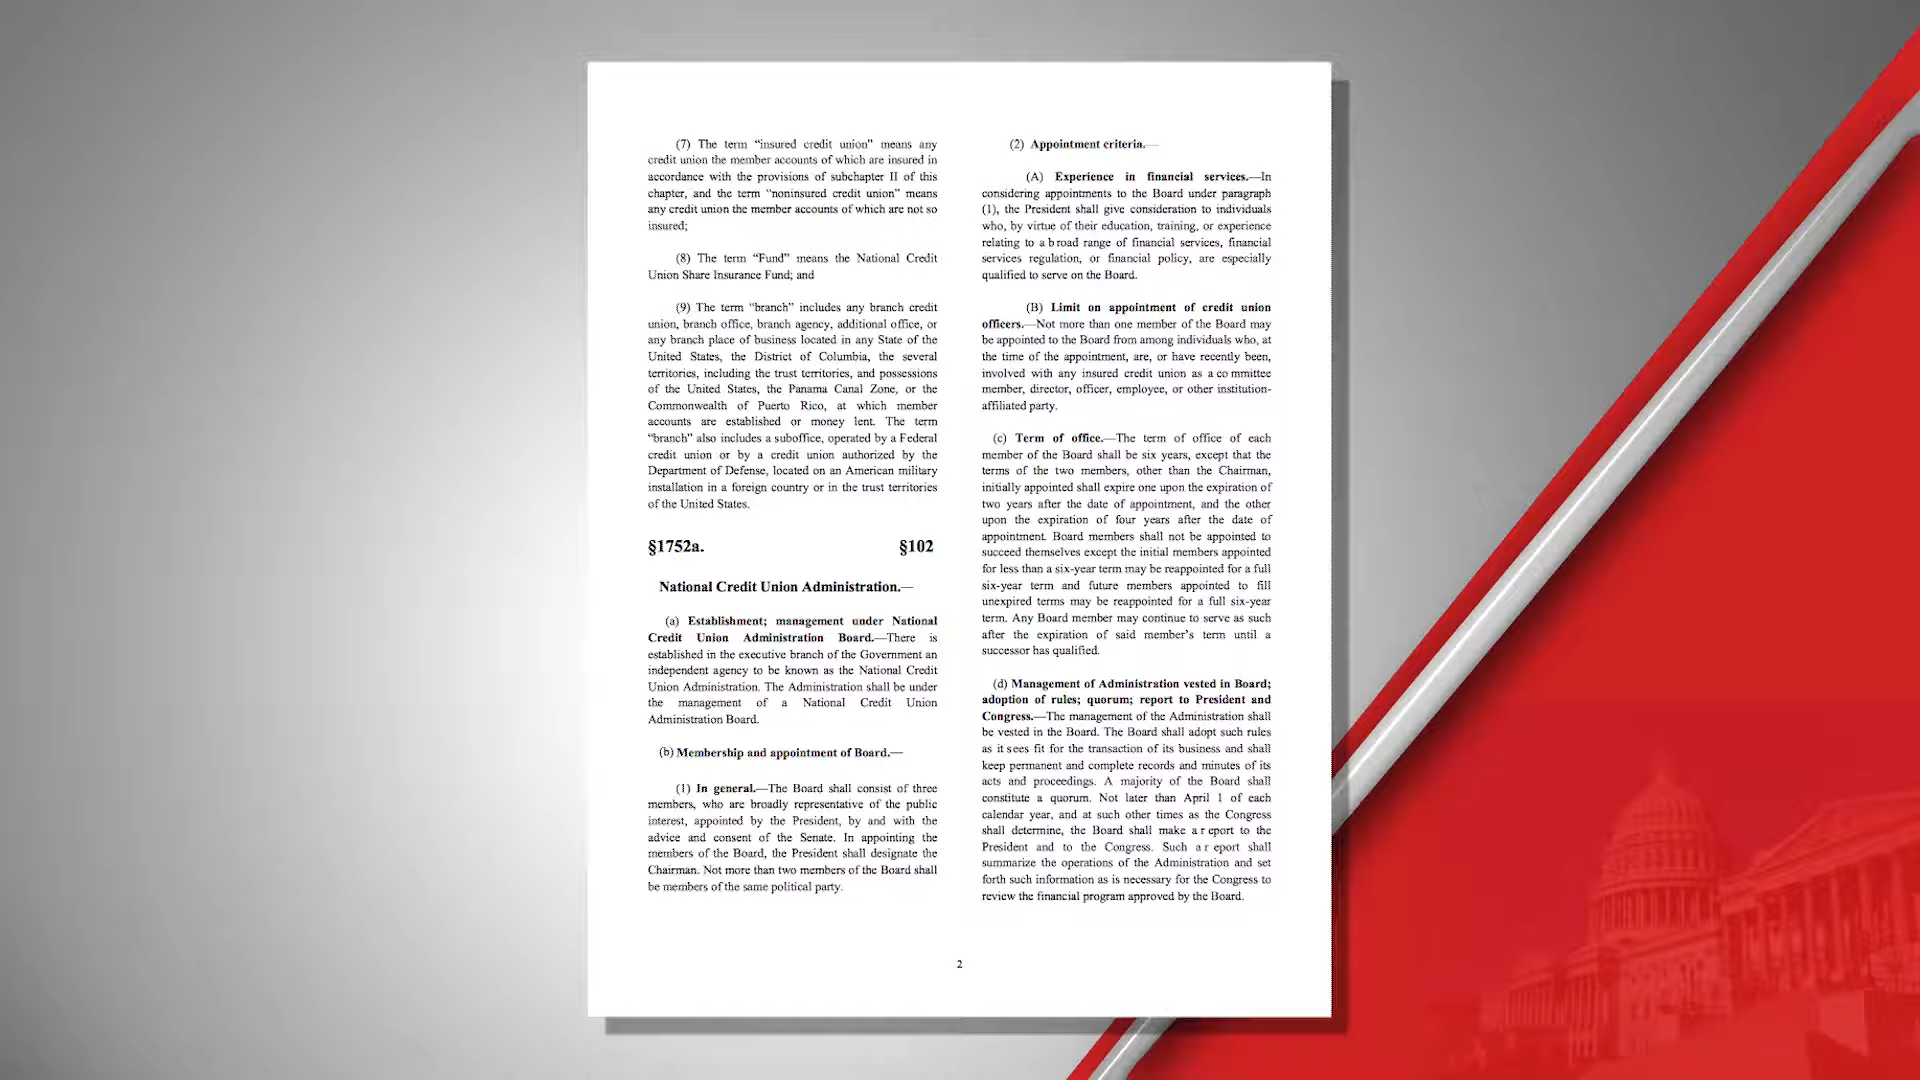 (7) The term “insured credit union” means any
credit union the member accounts of which are insured in
accordance with the provisions of subchapter II of this
chapter, and the term “noninsured credit union” means
any credit union the member accounts of which are not so
insured;
(8) The term “Fund” means the National Credit
Union Share Insurance Fund; and
(9) The term “branch” includes any branch credit
union, branch office, branch agency, additional office, or
any branch place of business located in any State of the
United States, the District of Columbia, the several
territories, including the trust territories, and possessions
of the United States, the Panama Canal Zone, or the
Commonwealth of Puerto Rico, at which member
accounts are established or money lent. The term
“branch” also includes a suboffice, operated by a Federal
credit union or by a credit union authorized by the
Department of Defense, located on an American military
installation in a foreign country or in the trust territories
of the United States.
§1752a. §102
National Credit Union Administration.—
(a) Establishment; management under National
Credit Union Administration Board.—There is
established in the executive branch of the Government an
independent agency to be known as the National Credit
Union Administration. The Administration shall be under
the management of a National Credit Union
Administration Board.
(b) Membership and appointment of Board.—
(1) In general.—The Board shall consist of three
members, who are broadly representative of the public
interest, appointed by the President, by and with the
advice and consent of the Senate. In appointing the
members of the Board, the President shall designate the
Chairman. Not more than two members of the Board shall
be members of the same political party.
(2) Appointment criteria.—
(A) Experience in financial services.—In
considering appointments to the Board under paragraph
(1), the President shall give consideration to individuals
who, by virtue of their education, training, or experience
relating to a broad range of financial services, financial
services regulation, or financial policy, are especially
qualified to serve on the Board.
(B) Limit on appointment of credit union
officers.—Not more than one member of the Board may
be appointed to the Board from among individuals who, at
the time of the appointment, are, or have recently been,
involved with any insured credit union as a co mmittee
member, director, officer, employee, or other institution-
affiliated party.
(c) Term of office.—The term of office of each
member of the Board shall be six years, except that the
terms of the two members, other than the Chairman,
initially appointed shall expire one upon the expiration of
two years after the date of appointment, and the other
upon the expiration of four years after the date of
appointment. Board members shall not be appointed to
succeed themselves except the initial members appointed
for less than a six-year term may be reappointed for a full
six-year term and future members appointed to fill
unexpired terms may be reappointed for a full six-year
term. Any Board member may continue to serve as such
after the expiration of said member’s term until a
successor has qualified.
(d) Management of Administration vested in Board;
adoption of rules; quorum; report to President and
Congress.—The management of the Administration shall
be vested in the Board. The Board shall adopt such rules
as it sees fit for the transaction of its business and shall
keep permanent and complete records and minutes of its
acts and proceedings. A majority of the Board shall
constitute a quorum. Not later than April 1 of each
calendar year, and at such other times as the Congress
shall determine, the Board shall make a r eport to the
President and to the Congress. Such a r eport shall
summarize the operations of the Administration and set
forth such information as is necessary for the Congress to
review the financial program approved by the Board.
2